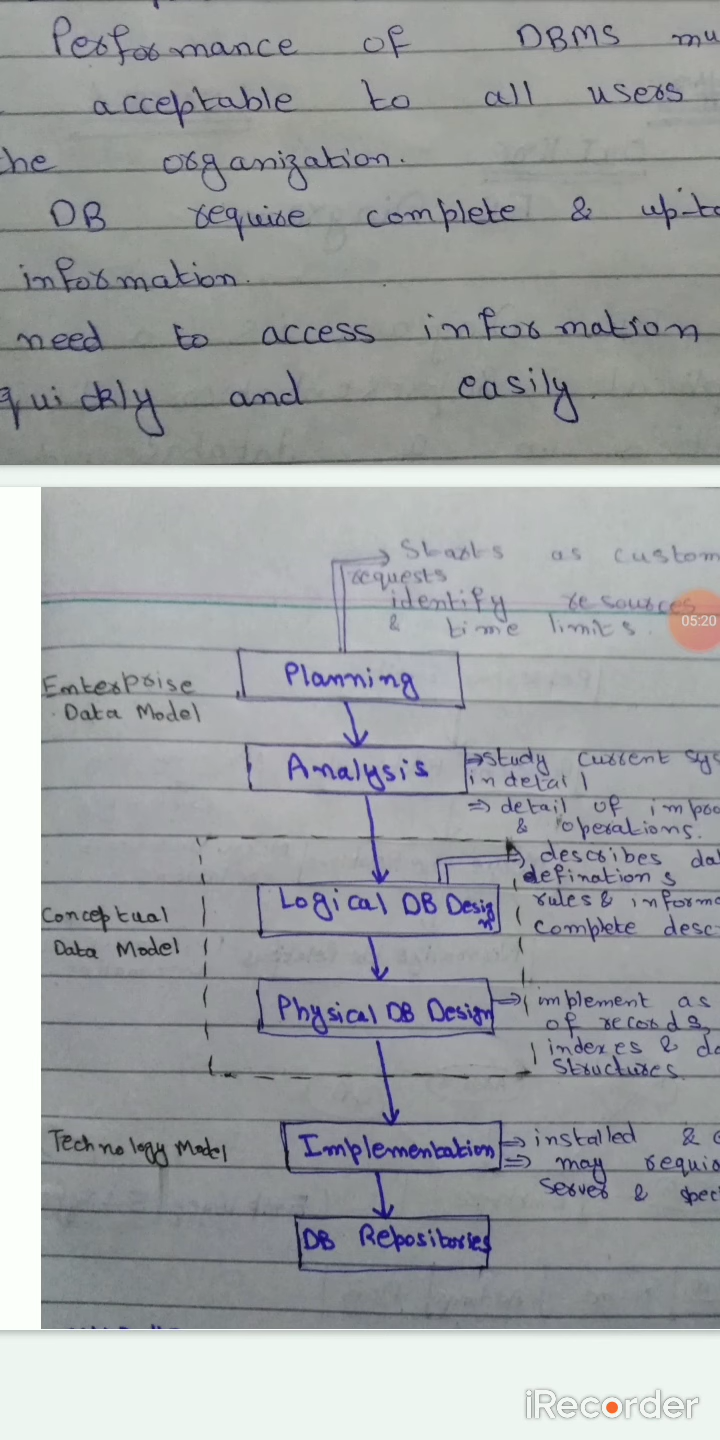 Performance of DBMS mu
acceptable to all users
he organization.
DB require complete & up-to
information.
need to access information
quickly and easily.
Starts as custom
requests
identify resources
& time limits.
05:20
Planning
Enterprise
Data Model
Analysis
⇒ study current sys
in detail
⇒ detail of impo
& operations.
describes da
definations
Logical DB Design
rules & inform
Conceptual
complete desc
Data Model
Physical DB Design
⇒ implement as
of records,
indexes & da
structures.
Technology Model
Implementation
⇒ installed &
⇒ may requi
server & spec
DB Repositories
iRecorder